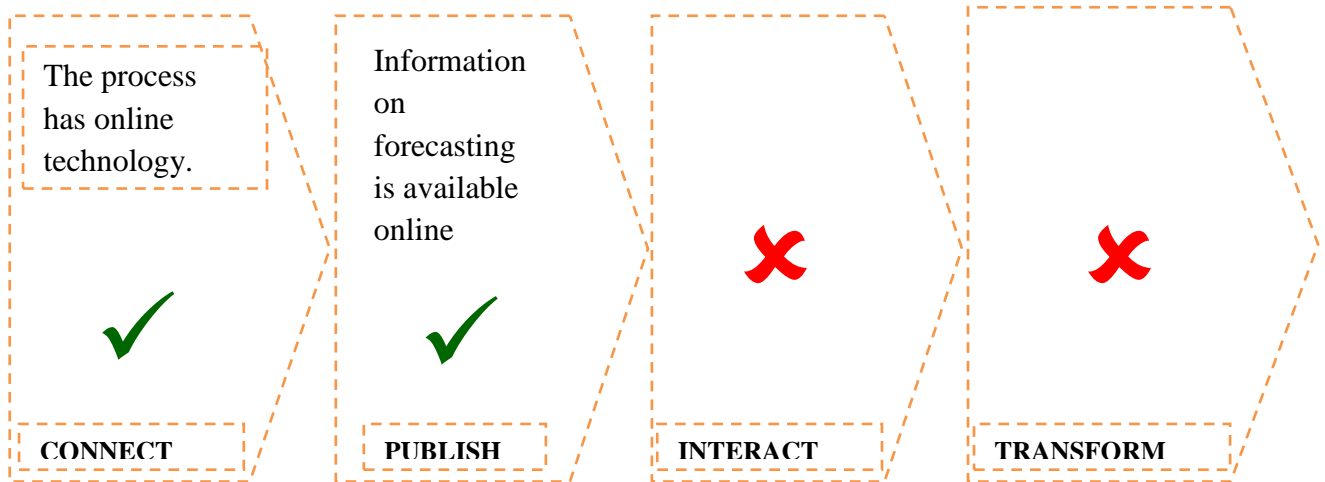 The process
has online
technology.
CONNECT
Information
on
forecasting
is available
online
PUBLISH
INTERACT
TRANSFORM